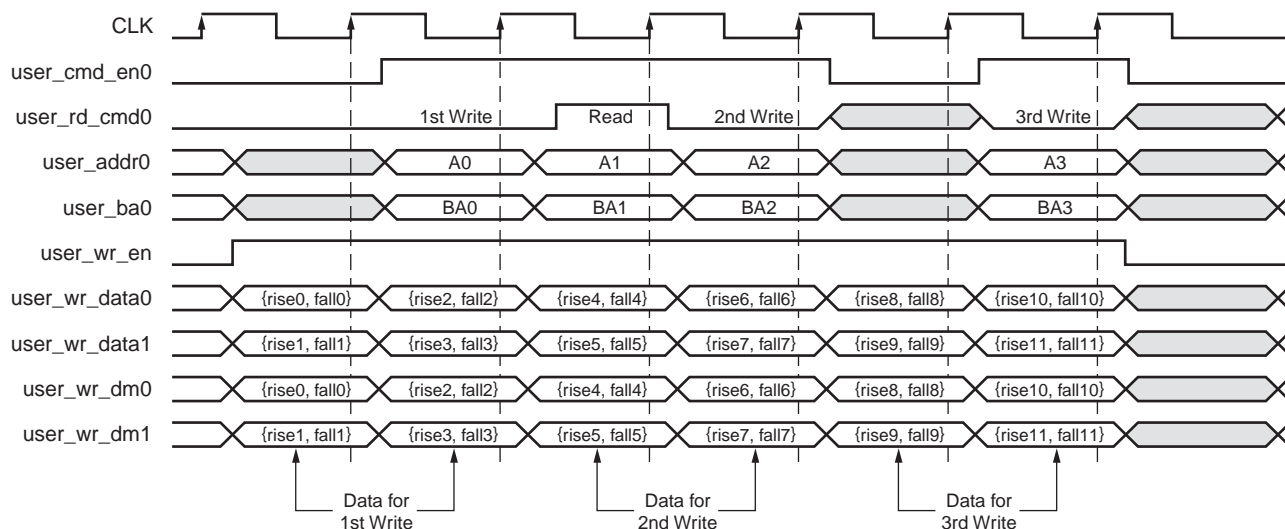 CLK
user_cmd_en0
user_rd_cmd0 1st Write Read 2nd Write 3rd Write
user_addr0 A0 A1 A2 A3
user_ba0 BA0 BA1 BA2 BA3
user_wr_en
user_wr_data0 {rise0, fall0} {rise2, fall2} {rise4, fall4} {rise6, fall6} {rise8, fall8} {rise10, fall10}
user_wr_data1 {rise1, fall1} {rise3, fall3} {rise5, fall5} {rise7, fall7} {rise9, fall9} {rise11, fall11}
user_wr_dm0 {rise0, fall0} {rise2, fall2} {rise4, fall4} {rise6, fall6} {rise8, fall8} {rise10, fall10}
user_wr_dm1 {rise1, fall1} {rise3, fall3} {rise5, fall5} {rise7, fall7} {rise9, fall9} {rise11, fall11}
Data for Data for Data for
1st Write 2nd Write 3rd Write